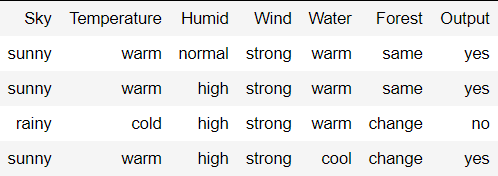 Sky Temperature Humid Wind Water Forest Output
sunny warm normal strong warm same yes
sunny warm high strong warm same yes
rainy cold high strong warm change no
sunny warm high strong cool change yes